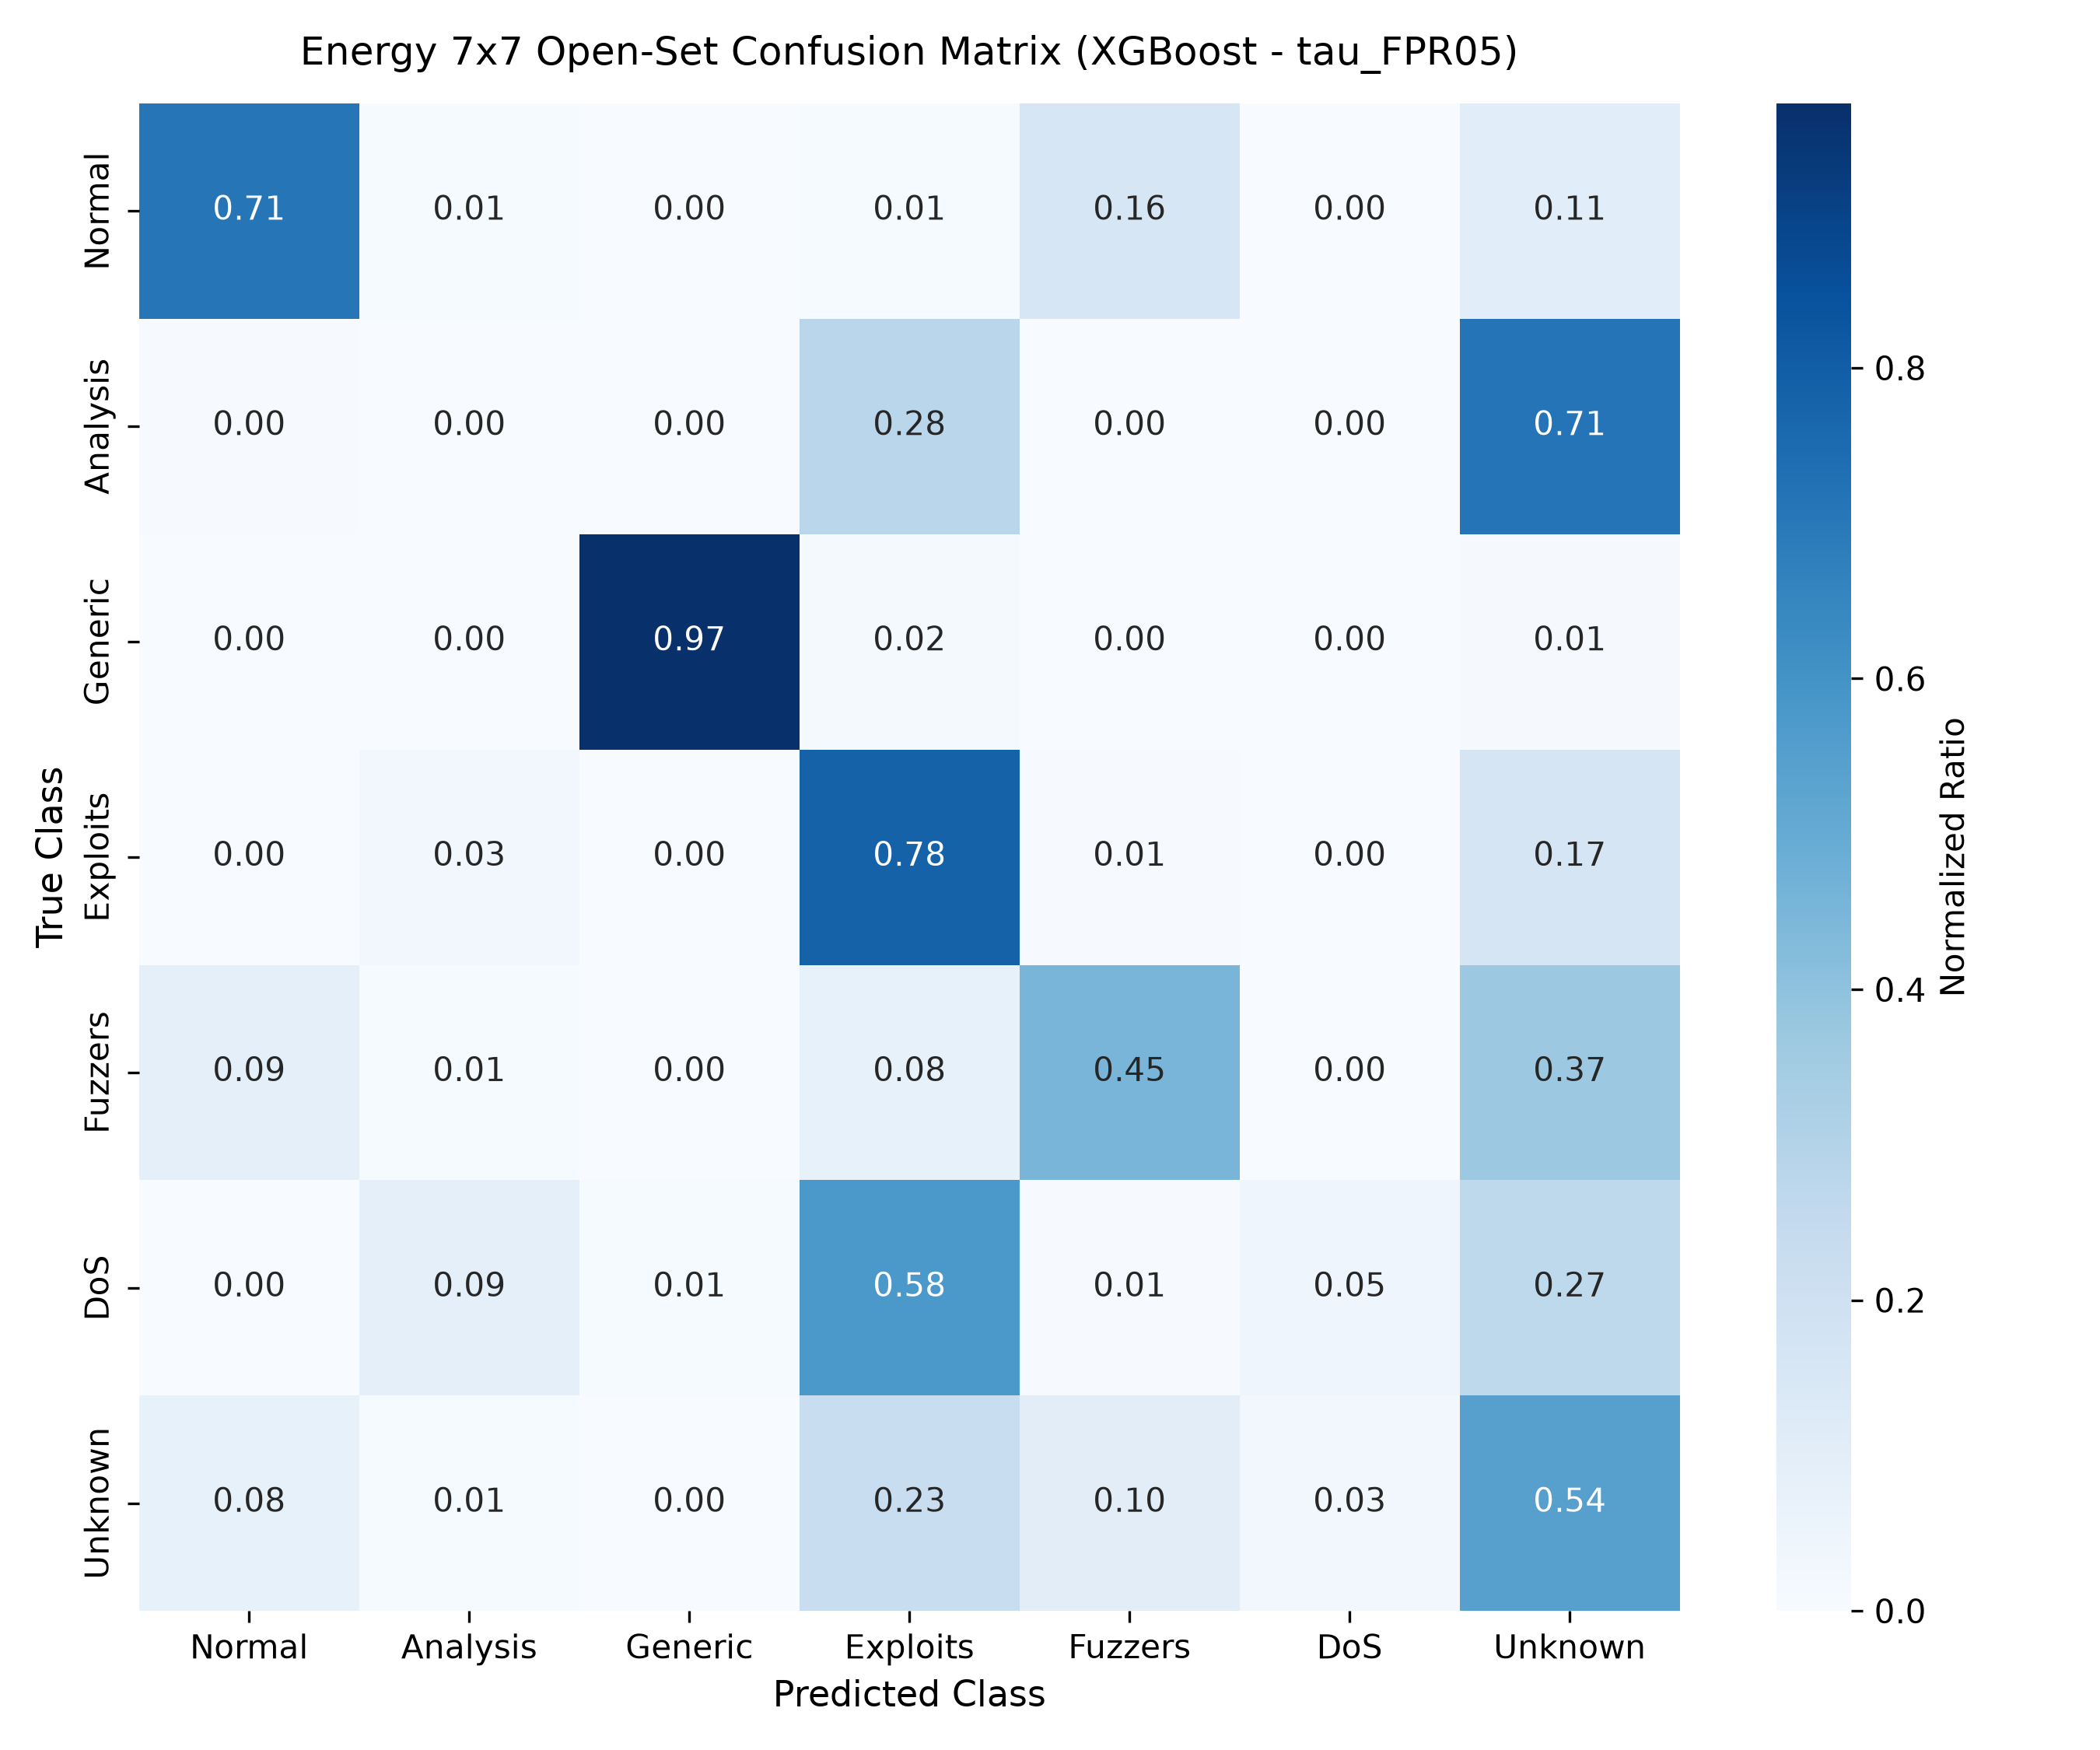 Energy 7x7 Open-Set Confusion Matrix (XGBoost - tau_FPR05)
True Class
Normal 0.71 0.01 0.00 0.01 0.16 0.00 0.11
Analysis 0.00 0.00 0.00 0.28 0.00 0.00 0.71
Generic 0.00 0.00 0.97 0.02 0.00 0.00 0.01
Exploits 0.00 0.03 0.00 0.78 0.01 0.00 0.17
Fuzzers 0.09 0.01 0.00 0.08 0.45 0.00 0.37
DoS 0.00 0.09 0.01 0.58 0.01 0.05 0.27
Unknown 0.08 0.01 0.00 0.23 0.10 0.03 0.54
Normal Analysis Generic Exploits Fuzzers DoS Unknown
Predicted Class
0.8
0.6
0.4
0.2
0.0
Normalized Ratio